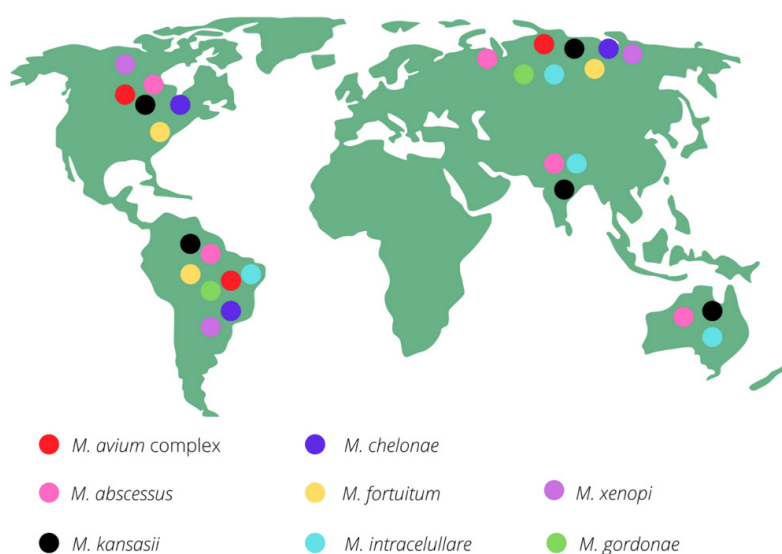 M. avium complex
M. chelonae
M. abscessus
M. fortuitum
M. xenopi
M. kansasii
M. intracelullare
M. gordonae